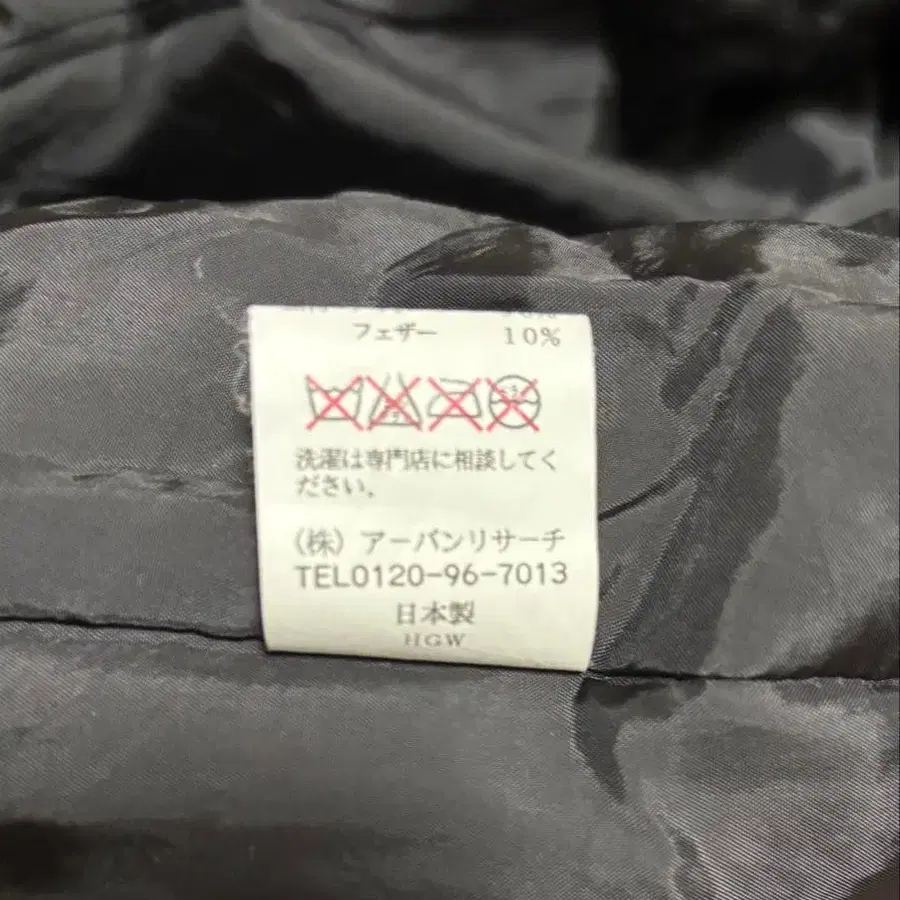 フェザー 10%
洗濯は専門店に相談してく
ださい。
(株) アーバンリサーチ
TEL0120-96-7013
日本製
HGW